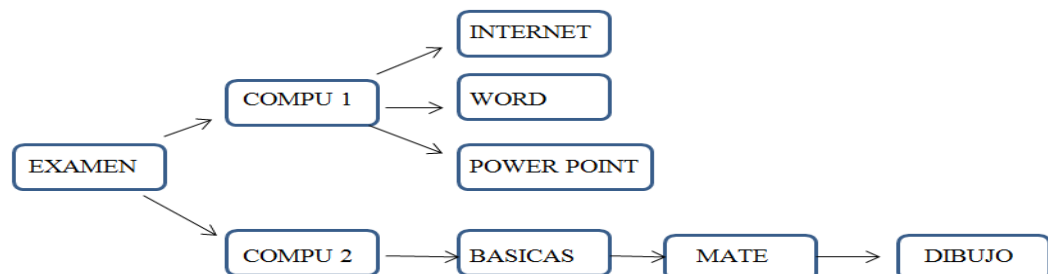 INTERNET
COMPU 1
WORD
EXAMEN
POWER POINT
COMPU 2
BASICAS
MATE
DIBUJO